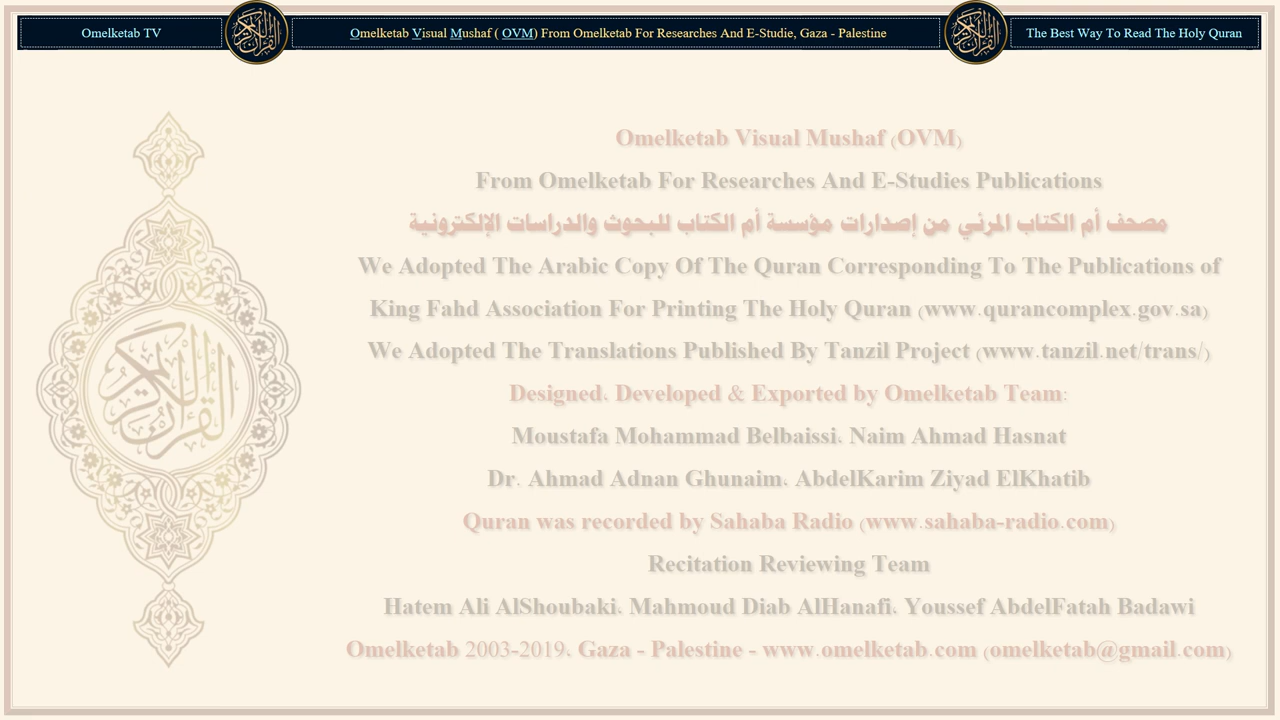 Omelketab TV
Omelketab Visual Mushaf ( OVM) From Omelketab For Researches And E-Studie, Gaza - Palestine
The Best Way To Read The Holy Quran
Omelketab Visual Mushaf (OVM)
From Omelketab For Researches And E-Studies Publications
مصحف أم الكتاب المرئي من إصدارات مؤسسة أم الكتاب للبحوث والدراسات الإلكترونية
We Adopted The Arabic Copy Of The Quran Corresponding To The Publications of
King Fahd Association For Printing The Holy Quran (www.qurancomplex.gov.sa)
We Adopted The Translations Published By Tanzil Project (www.tanzil.net/trans/)
Designed، Developed & Exported by Omelketab Team:
Moustafa Mohammad Belbaissi، Naim Ahmad Hasnat
Dr. Ahmad Adnan Ghunaim، AbdelKarim Ziyad ElKhatib
Quran was recorded by Sahaba Radio (www.sahaba-radio.com)
Recitation Reviewing Team
Hatem Ali AlShoubaki، Mahmoud Diab AlHanafi، Youssef AbdelFatah Badawi
Omelketab 2003-2019، Gaza - Palestine - www.omelketab.com (omelketab@gmail.com)
القرآن الكريم